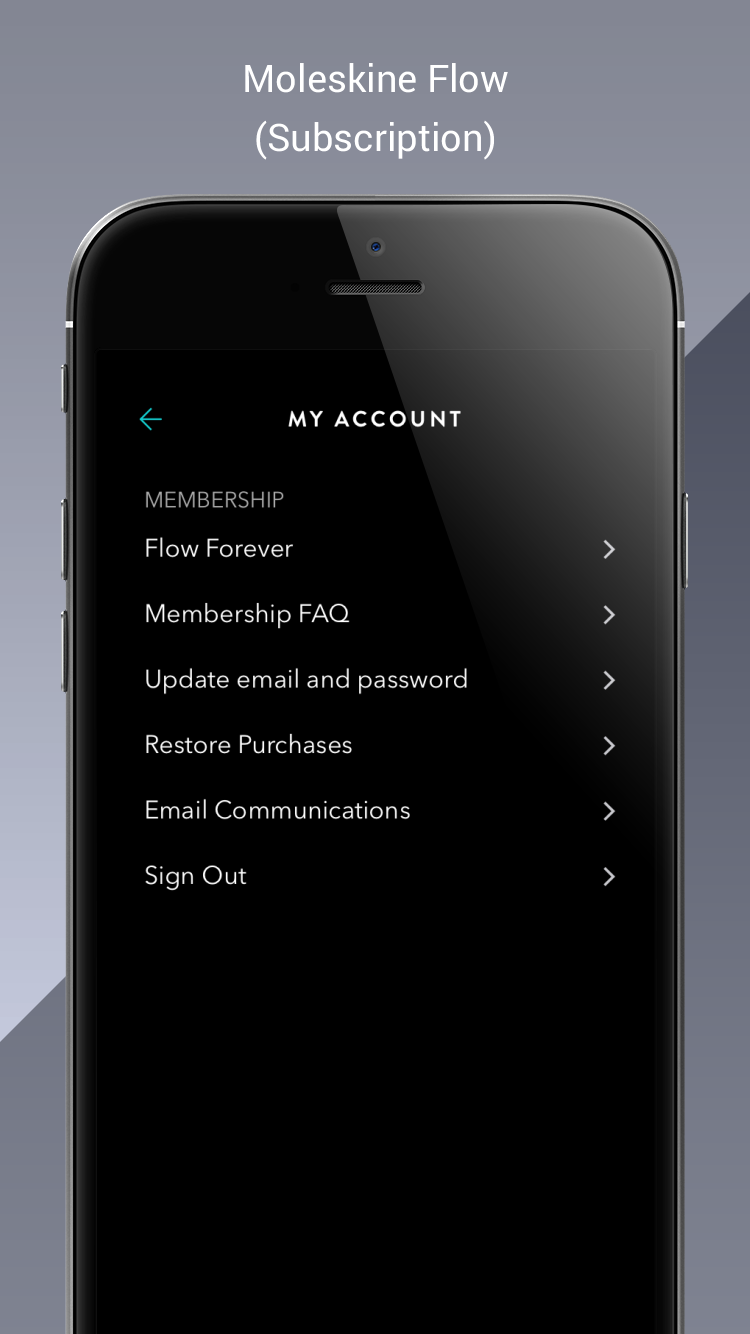 Moleskine Flow
(Subscription)
MY ACCOUNT
MEMBERSHIP
Flow Forever
Membership FAQ
Update email and password
Restore Purchases
Email Communications
Sign Out